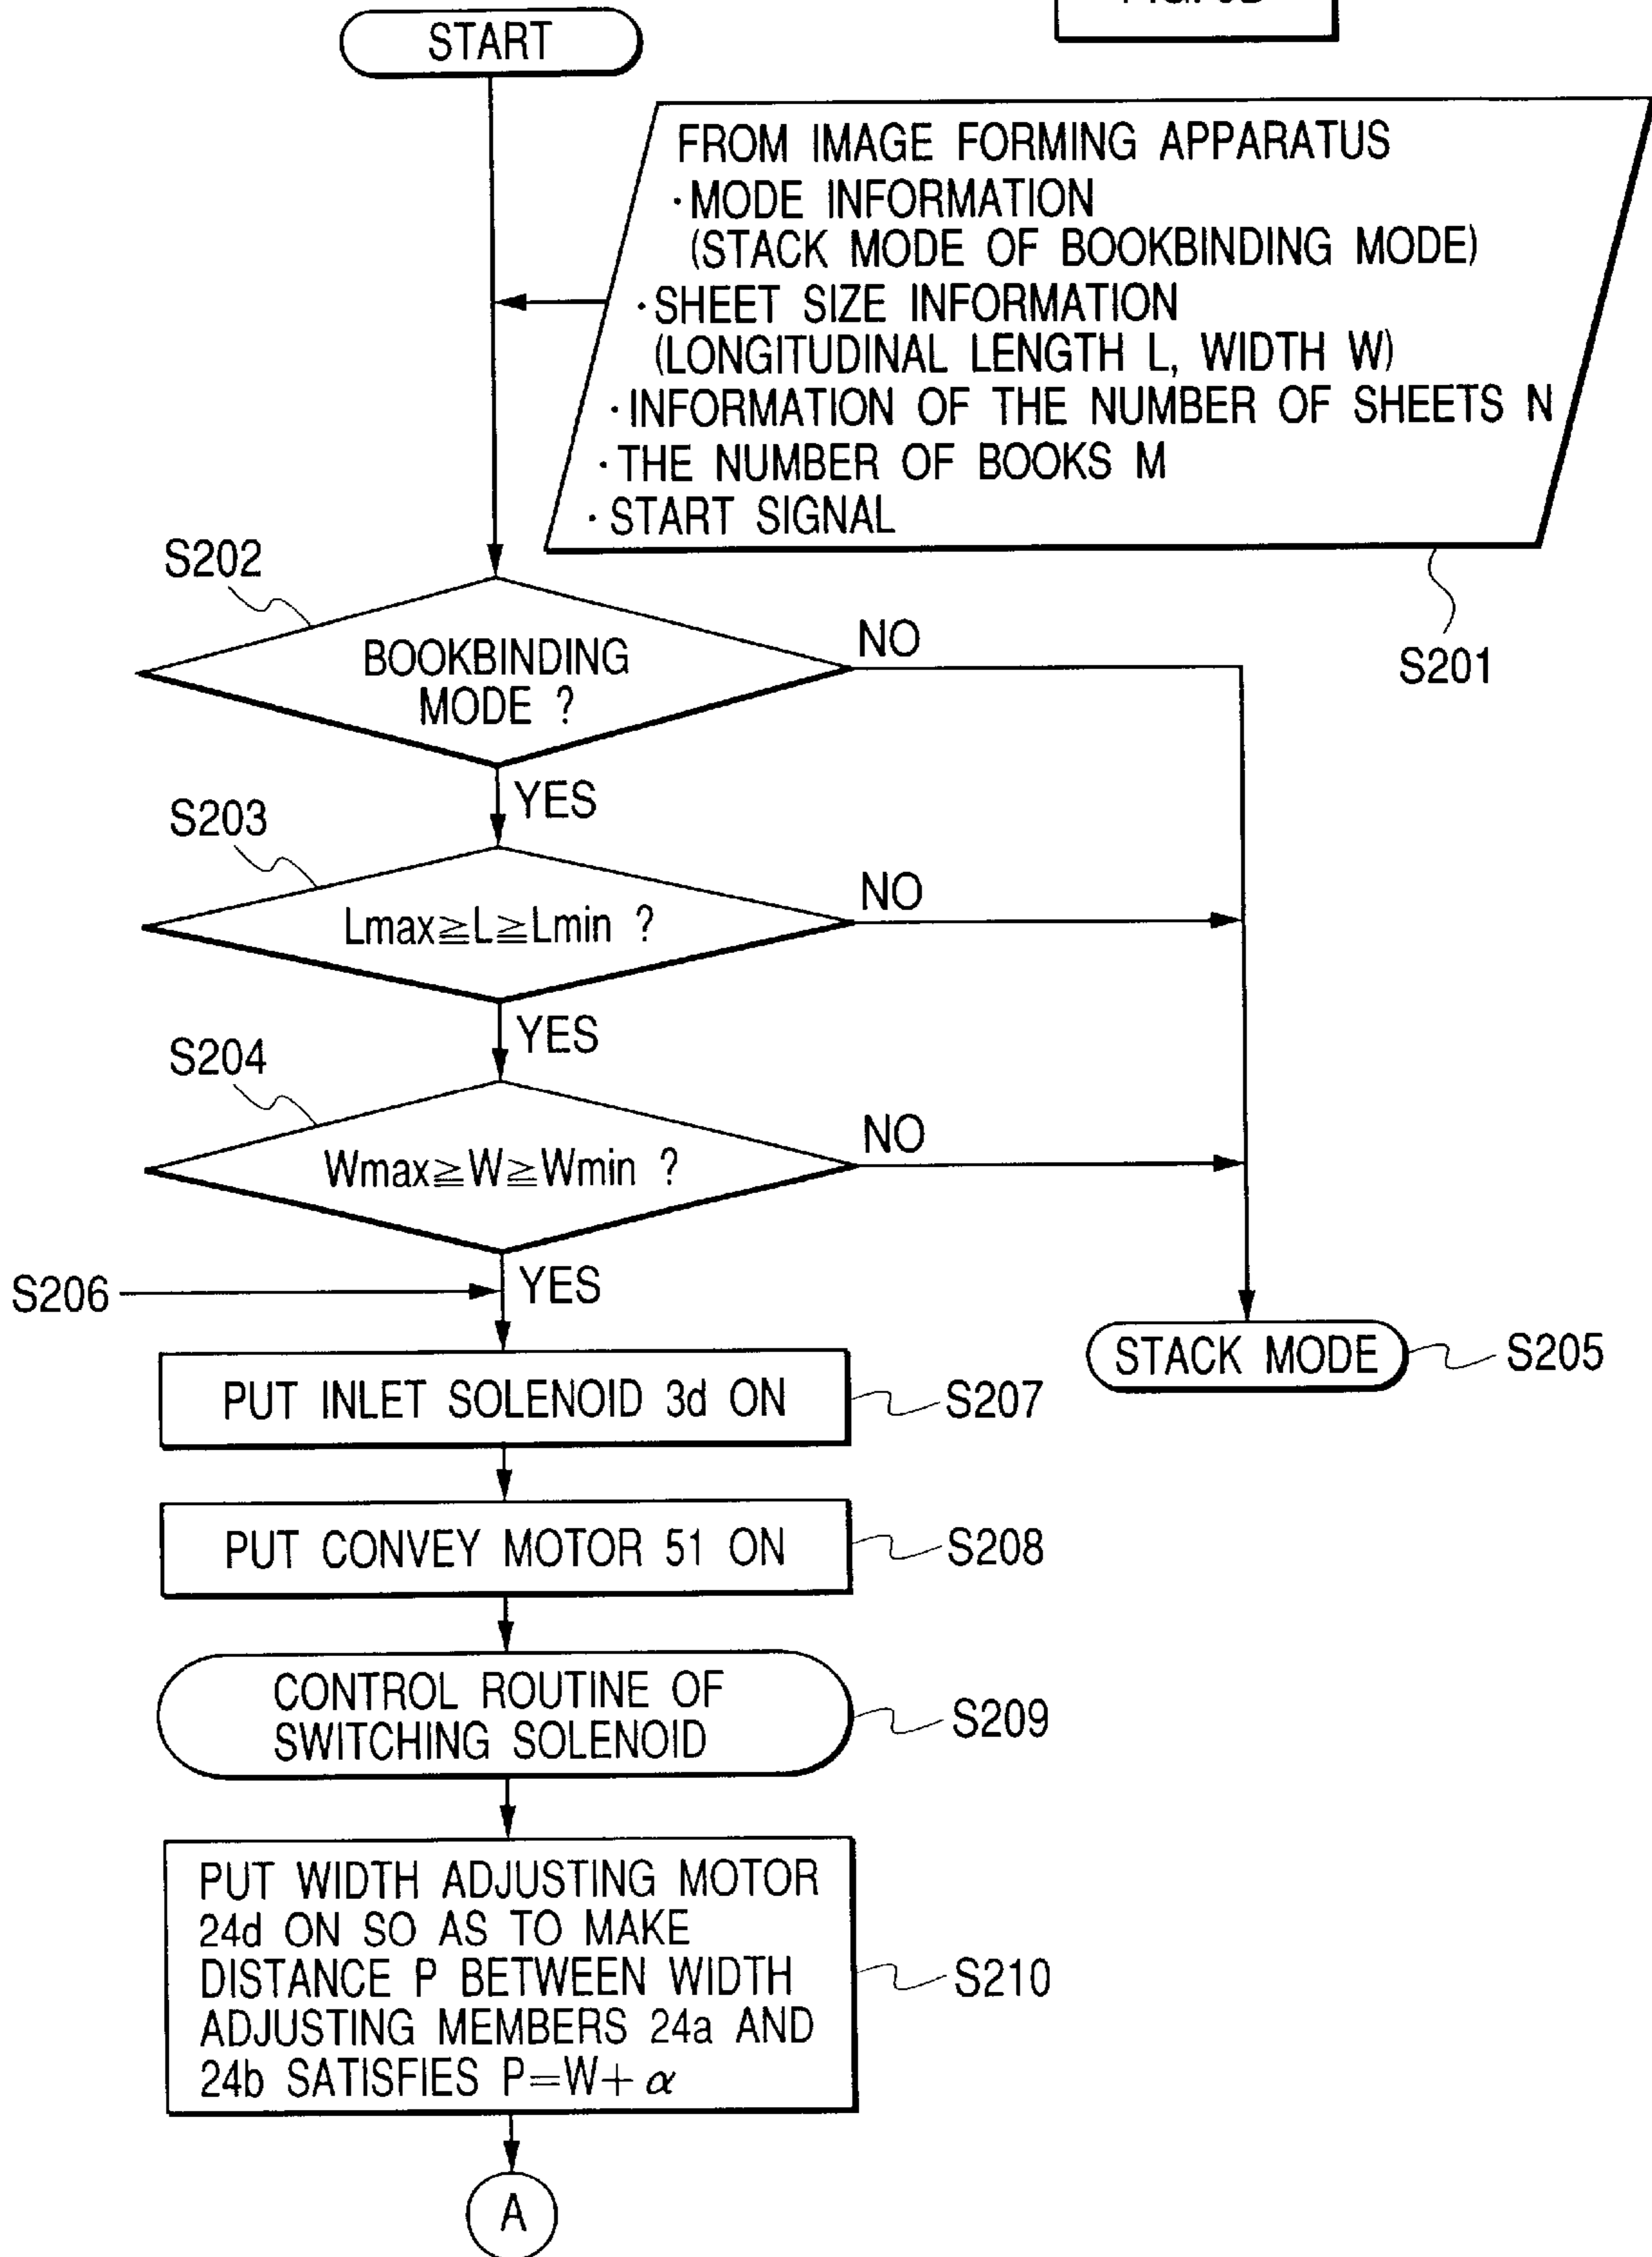 START
FROM IMAGE FORMING APPARATUS
·MODE INFORMATION
(STACK MODE OF BOOKBINDING MODE)
·SHEET SIZE INFORMATION
(LONGITUDINAL LENGTH L, WIDTH W)
·INFORMATION OF THE NUMBER OF SHEETS N
·THE NUMBER OF BOOKS M
·START SIGNAL
S201
S202
BOOKBINDING
MODE ?
NO
YES
S203
Lmax≧L≧Lmin ?
NO
YES
S204
Wmax≧W≧Wmin ?
NO
S206
YES
STACK MODE
S205
PUT INLET SOLENOID 3d ON
S207
PUT CONVEY MOTOR 51 ON
S208
CONTROL ROUTINE OF
SWITCHING SOLENOID
S209
PUT WIDTH ADJUSTING MOTOR
24d ON SO AS TO MAKE
DISTANCE P BETWEEN WIDTH
ADJUSTING MEMBERS 24a AND
24b SATISFIES P=W+α
S210
A